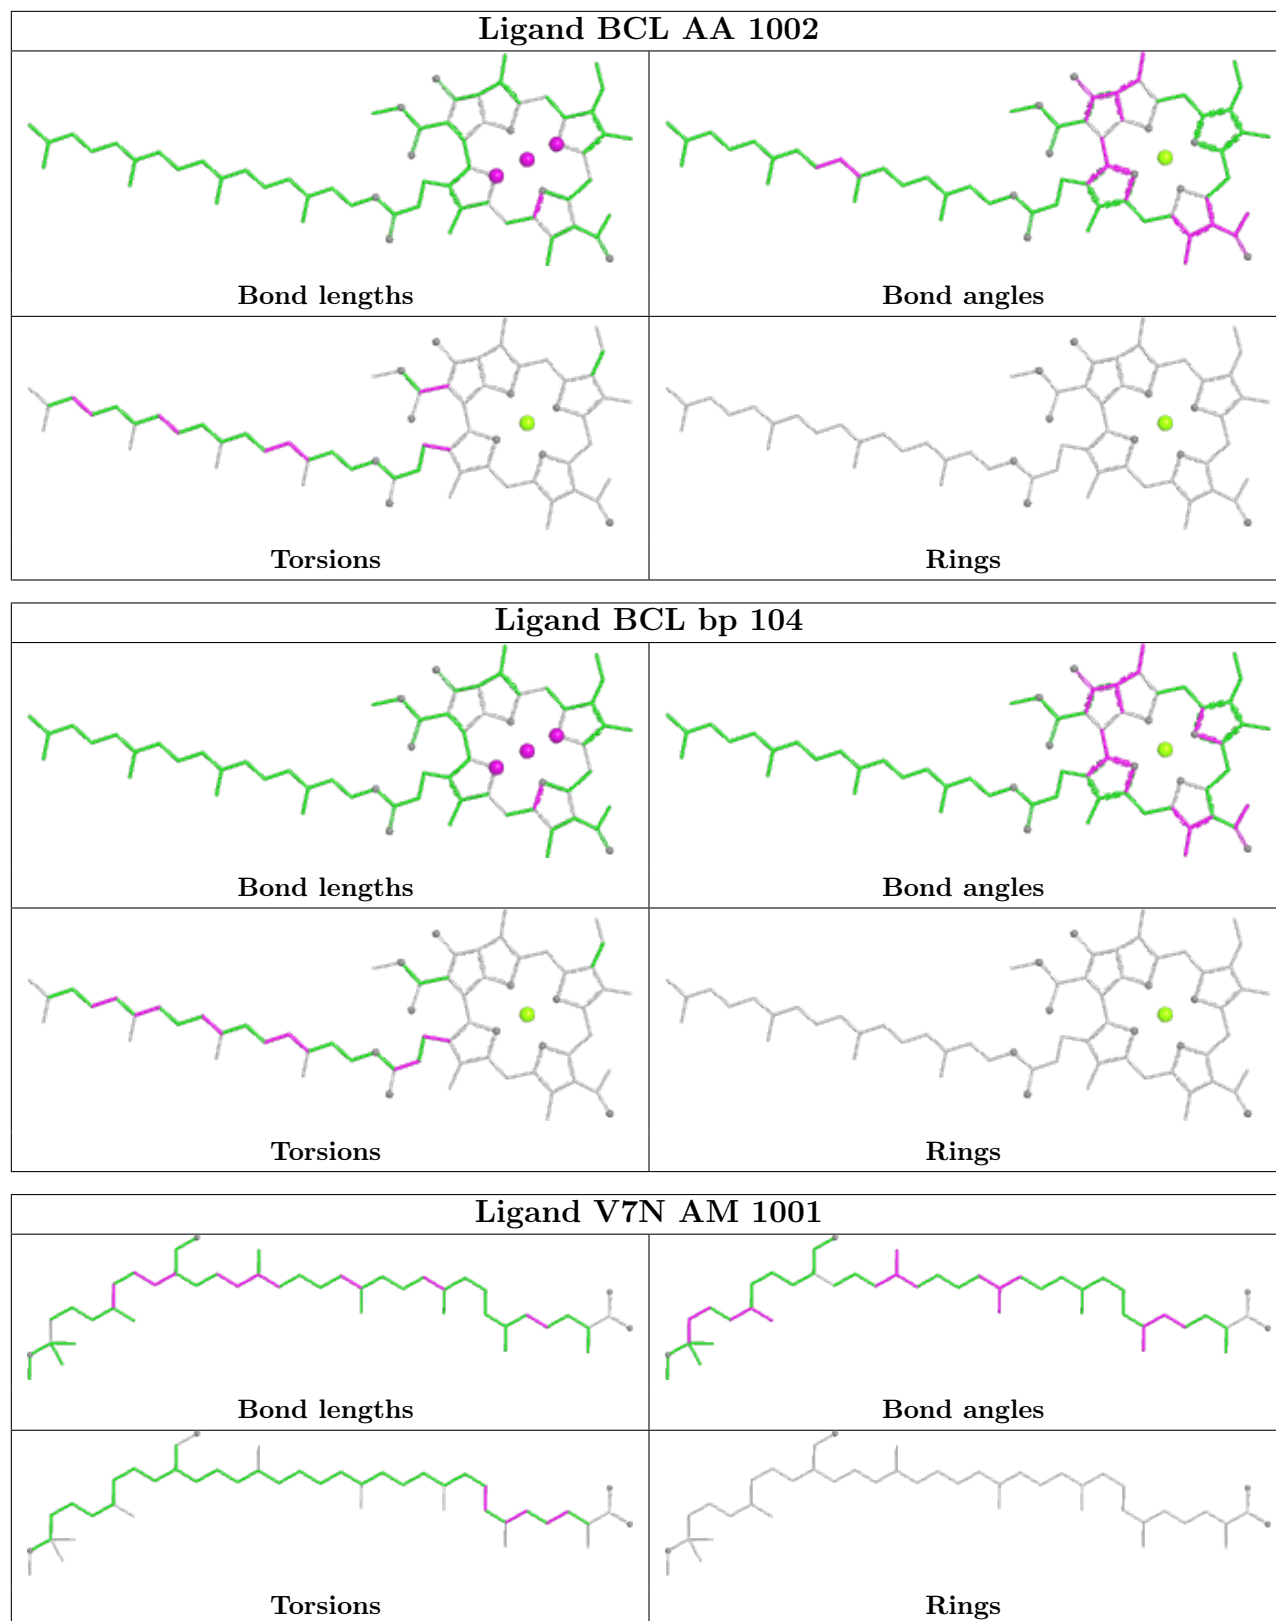 Ligand BCL AA 1002
Bond lengths
Bond angles
Torsions
Rings
Ligand BCL bp 104
Bond lengths
Bond angles
Torsions
Rings
Ligand V7N AM 1001
Bond lengths
Bond angles
Torsions
Rings